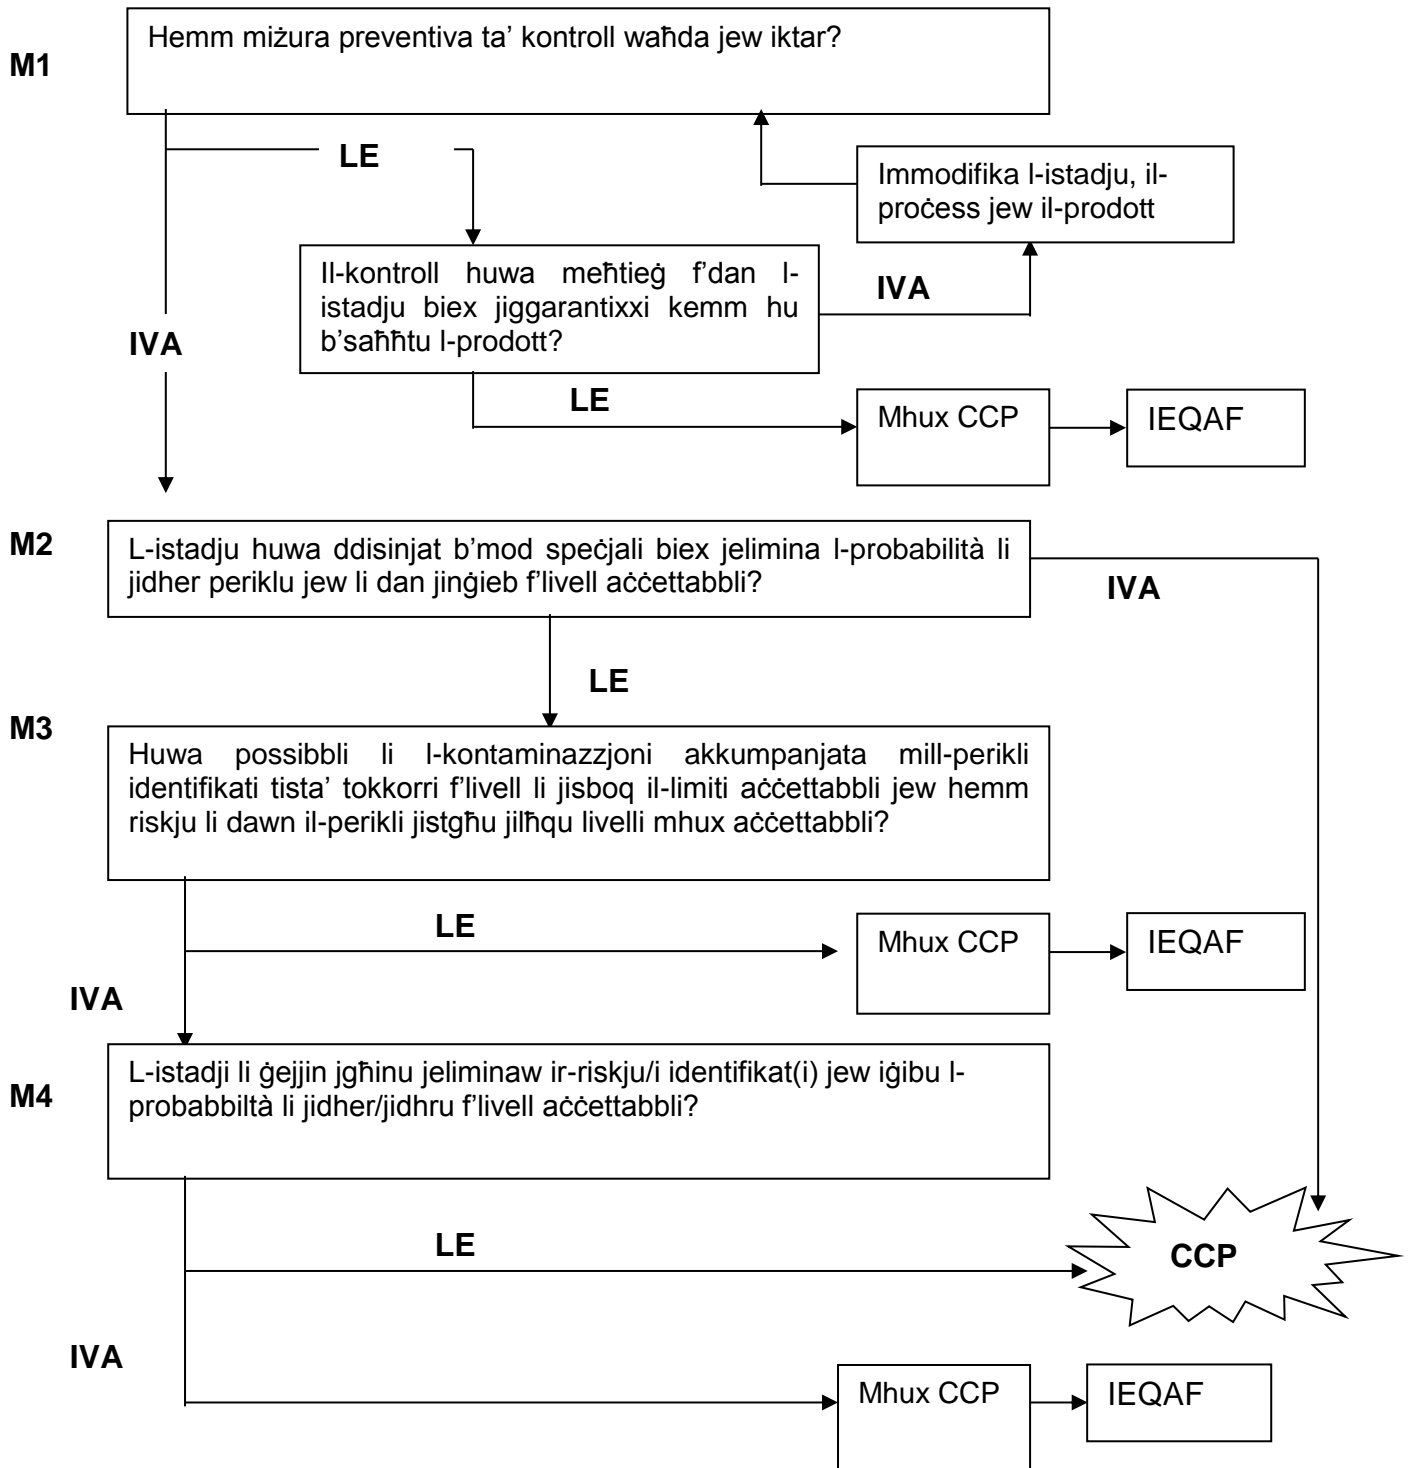 Hemm miżura preventiva ta’ kontroll waħda jew iktar?
M1
LE
Immodifika l-istadju, il-
proċess jew il-prodott
Il-kontroll huwa meħtieġ f’dan l-
istadju biex jiggarantixxi kemm hu
b’saħħtu l-prodott?
IVA
IVA
LE
Mhux CCP
IEQAF
M2
L-istadju huwa ddisinjat b’mod speċjali biex jelimina l-probabilità li
jidher periklu jew li dan jinġieb f’livell aċċettabbli?
IVA
LE
M3
Huwa possibbli li l-kontaminazzjoni akkumpanjata mill-perikli
identifikati tista’ tokkorri f’livell li jisboq il-limiti aċċettabbli jew hemm
riskju li dawn il-perikli jistgħu jilħqu livelli mhux aċċettabbli?
LE
Mhux CCP
IEQAF
IVA
M4
L-istadji li ġejjin jgħinu jeliminaw ir-riskju/i identifikat(i) jew iġibu l-
probabbiltà li jidher/jidhru f’livell aċċettabbli?
LE
CCP
IVA
Mhux CCP
IEQAF